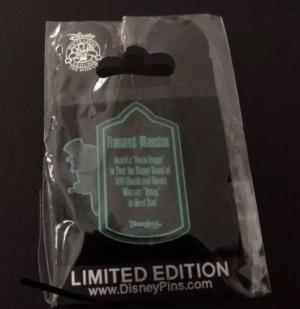 Disney
Haunted Mansion
Board a "Doom Buggy"
to Tour the Happy Haunt of
999 Ghosts and Ghouls
Who are "Dying"
to Meet You!
Disneyland
LIMITED EDITION
www.DisneyPins.com